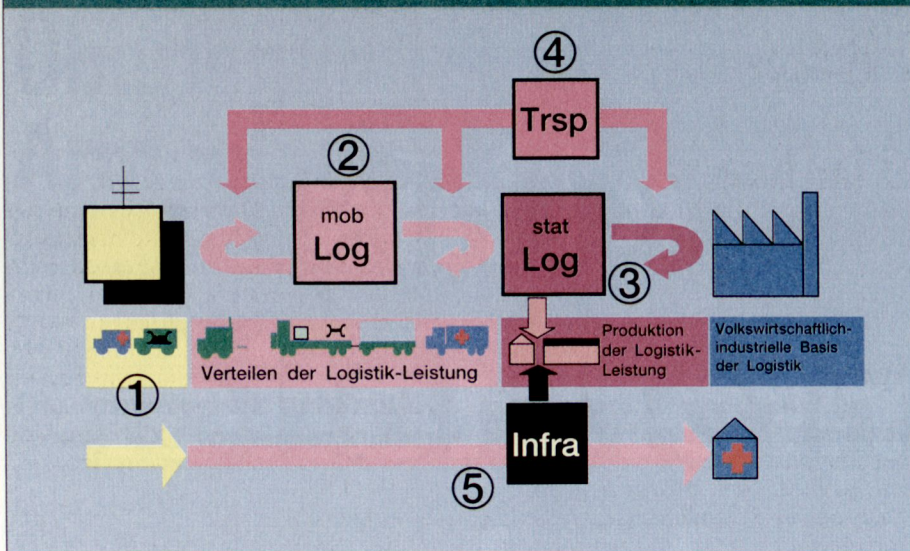 ④
Trsp
②
mob
Log
stat
Log
③
Produktion
der Logistik-
Leistung
Volkswirtschaftlich-
industrielle Basis
der Logistik
Verteilen der Logistik-Leistung
①
Infra
⑤